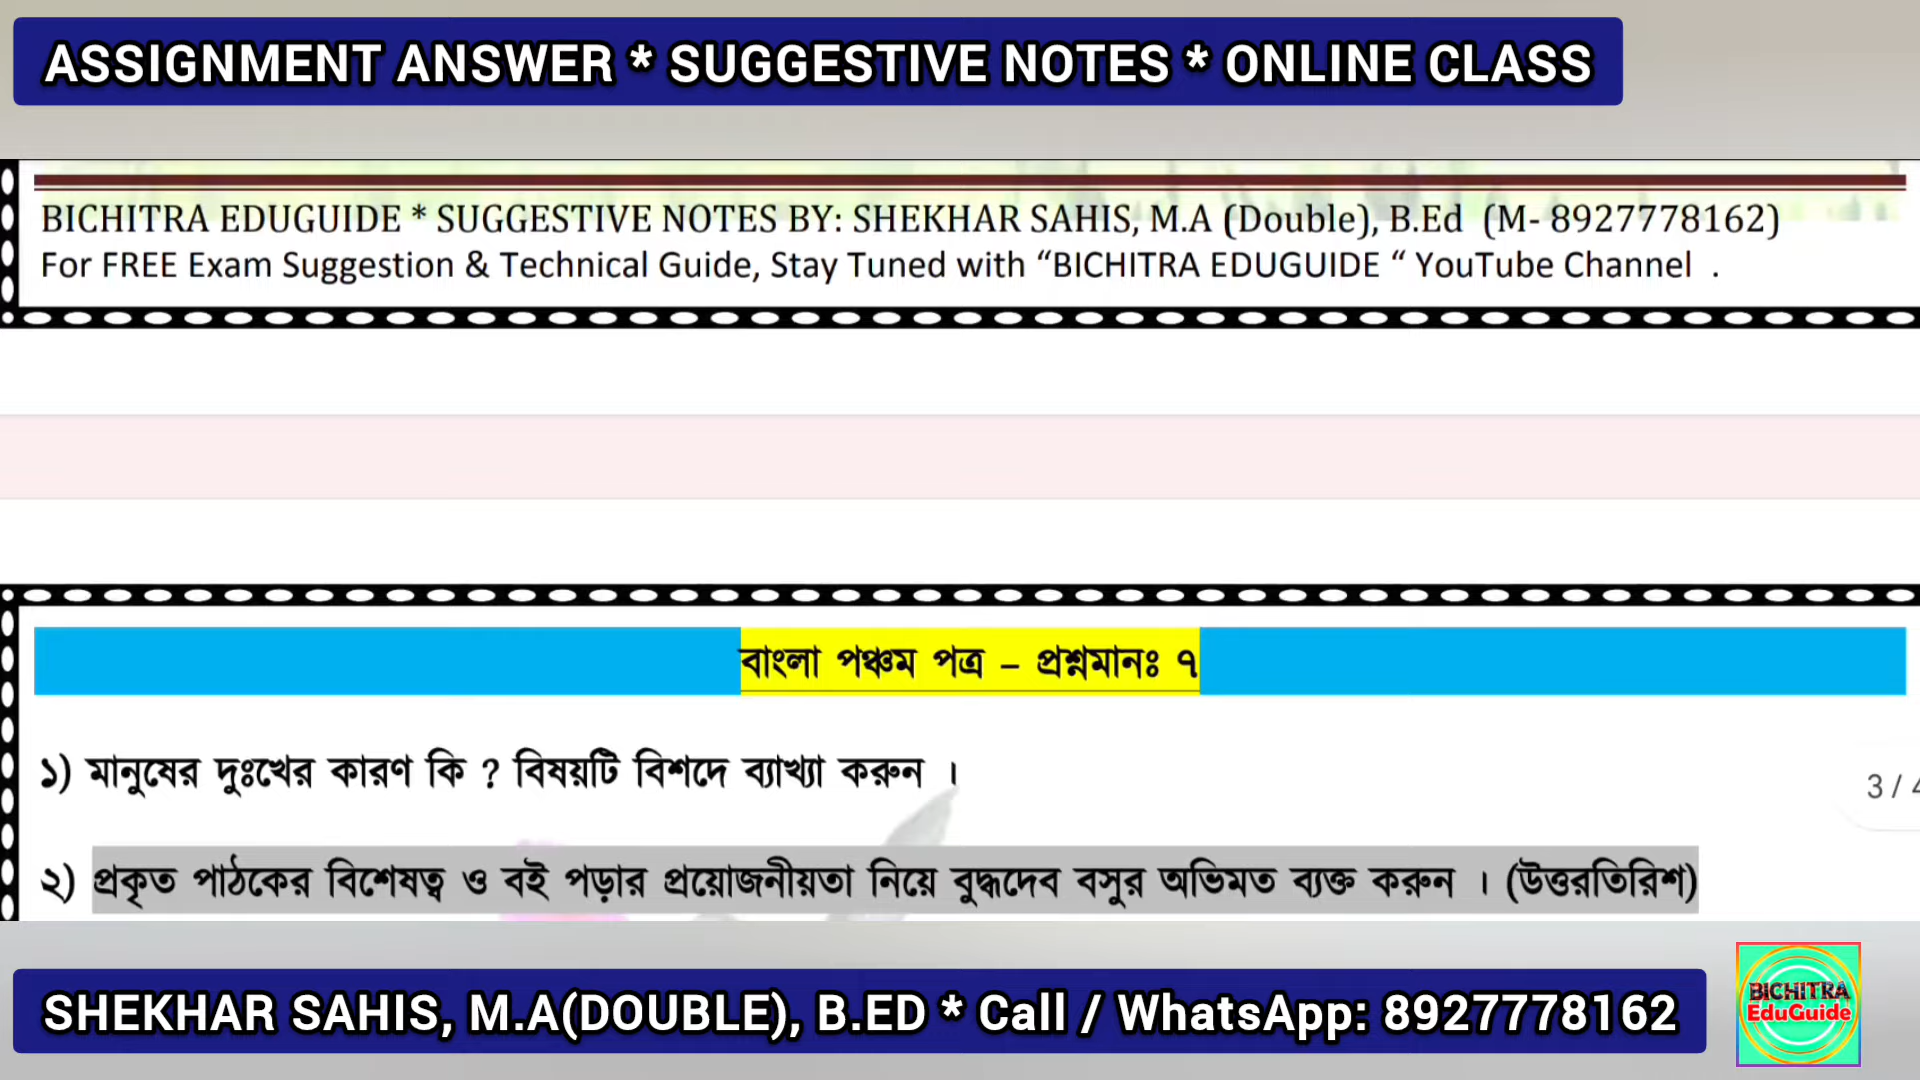 ASSIGNMENT ANSWER * SUGGESTIVE NOTES * ONLINE CLASS
BICHITRA EDUGUIDE * SUGGESTIVE NOTES BY: SHEKHAR SAHIS, M.A (Double), B.Ed (M- 8927778162)
For FREE Exam Suggestion & Technical Guide, Stay Tuned with “BICHITRA EDUGUIDE “ YouTube Channel .
বাংলা পঞ্চম পত্র – প্রশ্নমানঃ ৭
১) মানুষের দুঃখের কারণ কি ? বিষয়টি বিশদে ব্যাখ্যা করুন ।
3 / 4
২) প্রকৃত পাঠকের বিশেষত্ব ও বই পড়ার প্রয়োজনীয়তা নিয়ে বুদ্ধদেব বসুর অভিমত ব্যক্ত করুন । (উত্তরতিরিশ)
SHEKHAR SAHIS, M.A(DOUBLE), B.ED * Call / WhatsApp: 8927778162
BICHITRA
EduGuide